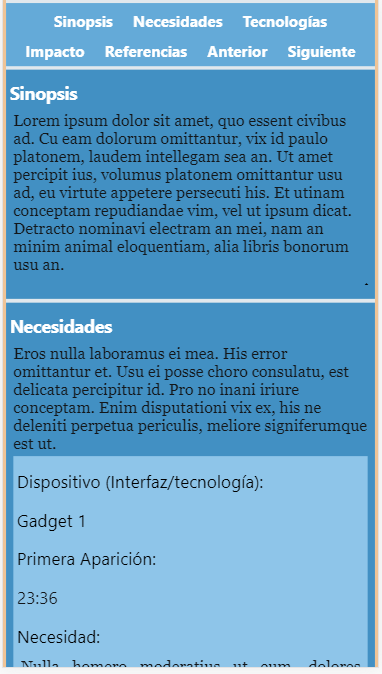 Sinopsis Necesidades Tecnologías
Impacto Referencias Anterior Siguiente
Sinopsis
Lorem ipsum dolor sit amet, quo essent civibus
ad. Cu eam dolorum omittantur, vix id paulo
platonem, laudem intellegam sea an. Ut amet
percipit ius, volumus platonem omittantur usu
ad, eu virtute appetere persecuti his. Et utinam
conceptam repudiandae vim, vel ut ipsum dicat.
Detracto nominavi electram an mei, nam an
minim animal eloquentiam, alia libris bonorum
usu an.
.
Necesidades
Eros nulla laboramus ei mea. His error
omittantur et. Usu ei posse choro consulatu, est
delicata percipitur id. Pro no inani iriure
conceptam. Enim disputationi vix ex, his ne
deleniti perpetua periculis, meliore signiferumque
est ut.
Dispositivo (Interfaz/tecnología):
Gadget 1
Primera Aparición:
23:36
Necesidad:
Nulla homero moderatius ut eum, dolores